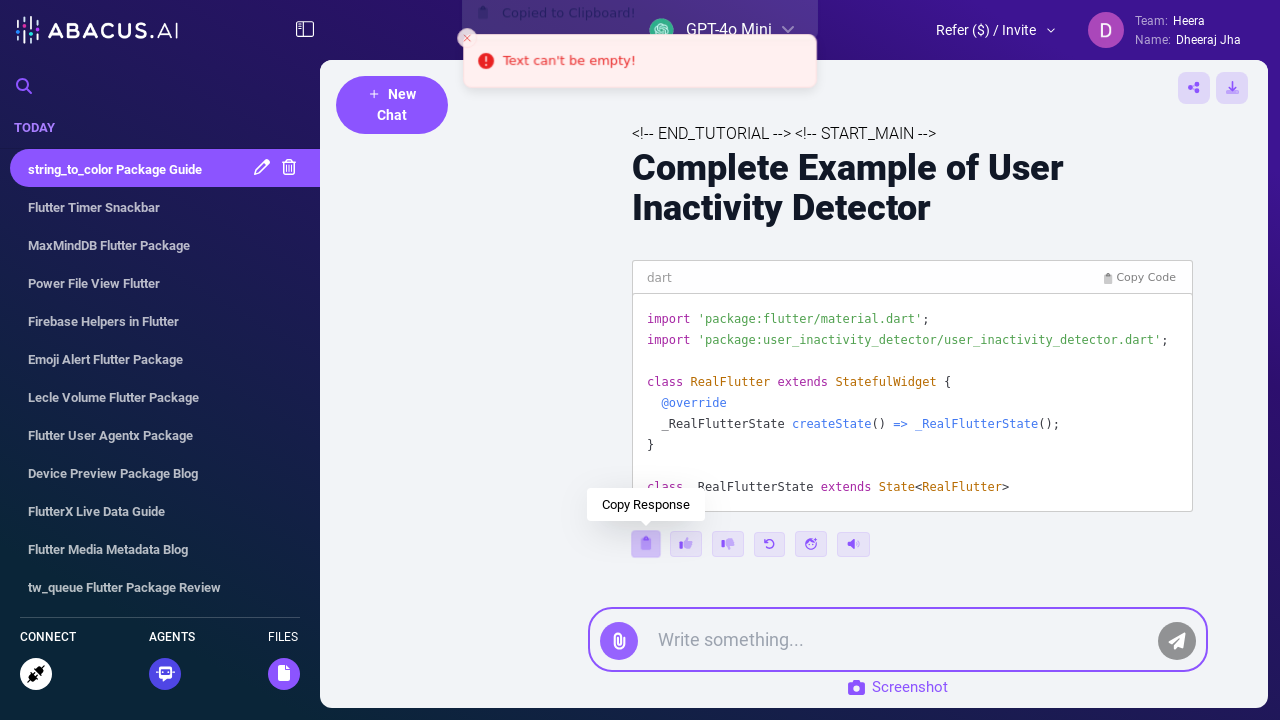 ABACUS.AI
Copied to Clipboard!
GPT-4o Mini
Text can't be empty!
Refer ($) / Invite
D
Team: Heera
Name: Dheeraj Jha
TODAY
string_to_color Package Guide
Flutter Timer Snackbar
MaxMindDB Flutter Package
Power File View Flutter
Firebase Helpers in Flutter
Emoji Alert Flutter Package
Lecle Volume Flutter Package
Flutter User Agentx Package
Device Preview Package Blog
FlutterX Live Data Guide
Flutter Media Metadata Blog
tw_queue Flutter Package Review
CONNECT
AGENTS
FILES
+ New
Chat
<!-- END_TUTORIAL --> <!-- START_MAIN -->
Complete Example of User
Inactivity Detector
dart
Copy Code
import 'package:flutter/material.dart';
import 'package:user_inactivity_detector/user_inactivity_detector.dart';
class RealFlutter extends StatefulWidget {
@override
_RealFlutterState createState() => _RealFlutterState();
}
class _RealFlutterState extends State<RealFlutter>
Copy Response
Write something...
Screenshot